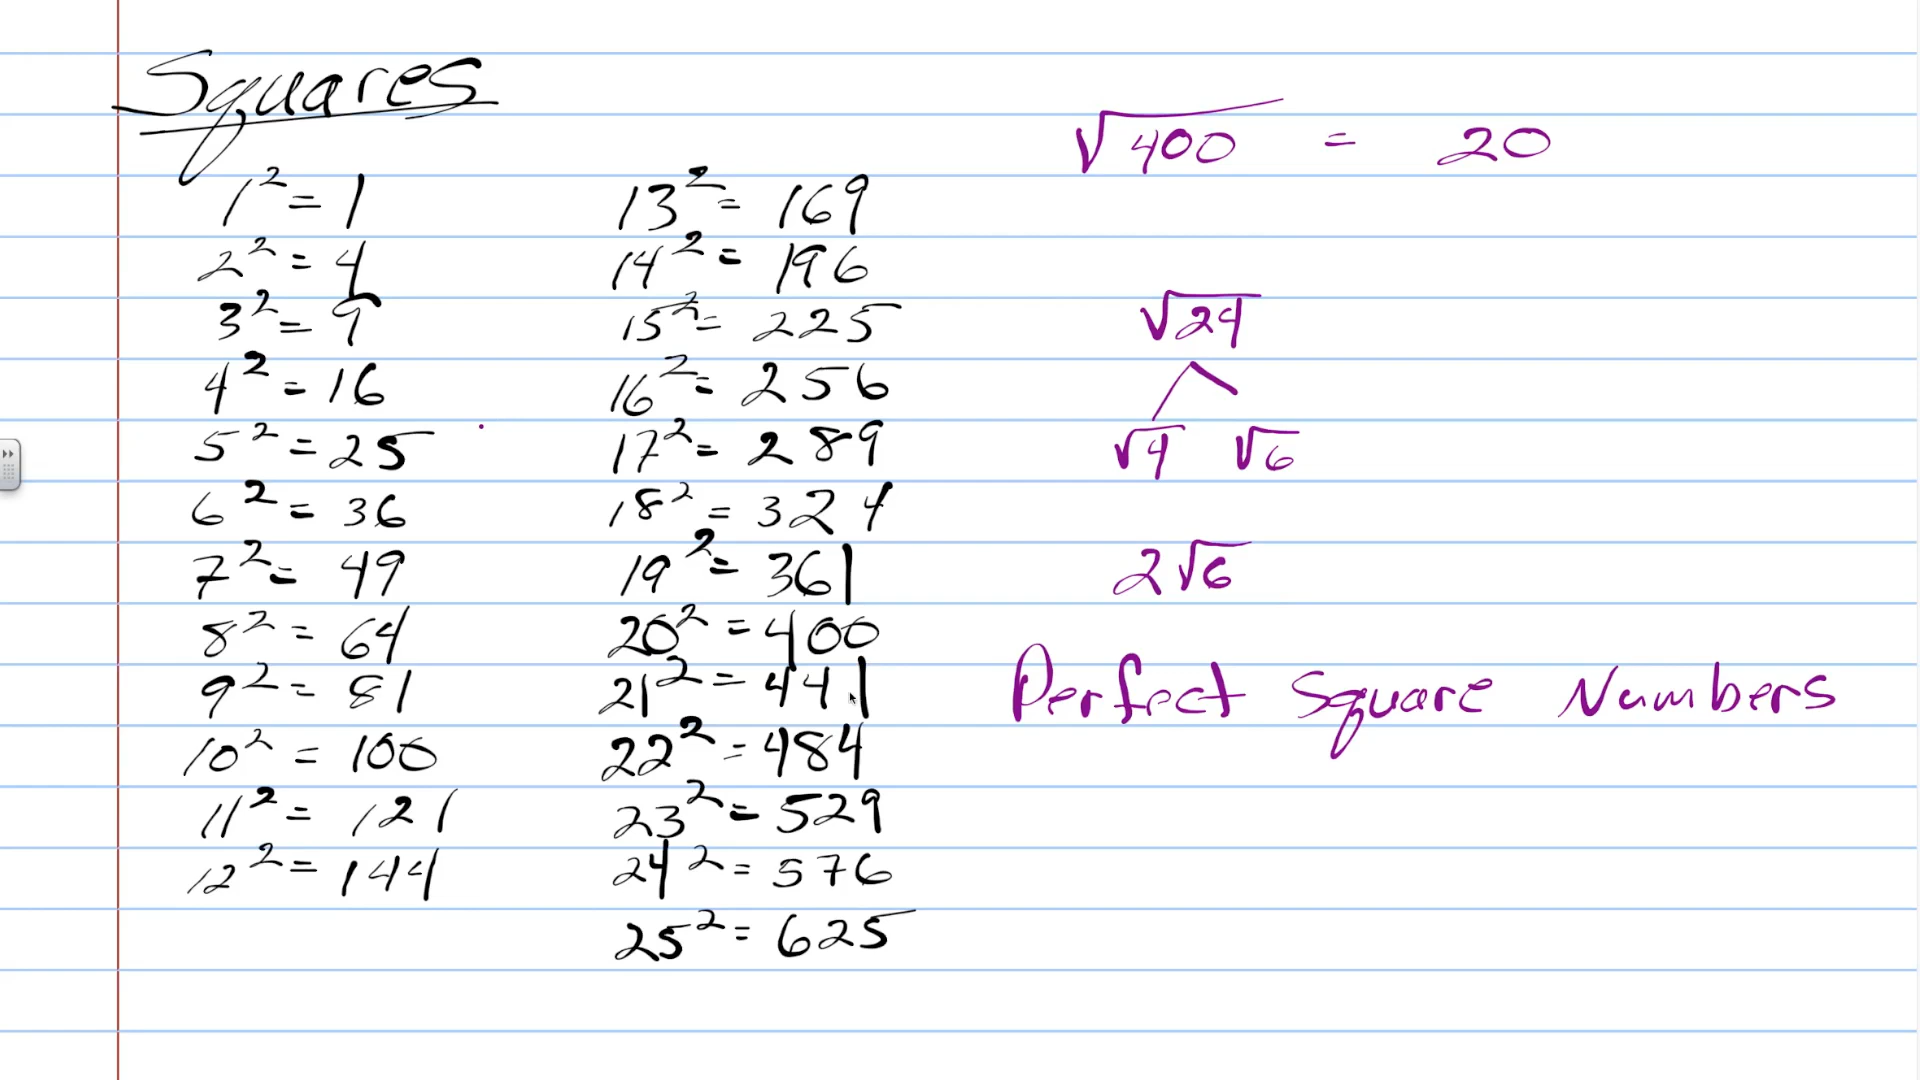 Squares
1² = 1
2² = 4
3² = 9
4² = 16
5² = 25
6² = 36
7² = 49
8² = 64
9² = 81
10² = 100
11² = 121
12² = 144
13² = 169
14² = 196
15² = 225
16² = 256
17² = 289
18² = 324
19² = 361
20² = 400
21² = 441
22² = 484
23² = 529
24² = 576
25² = 625
√400 = 20
√24
√4 √6
2√6
Perfect Square Numbers